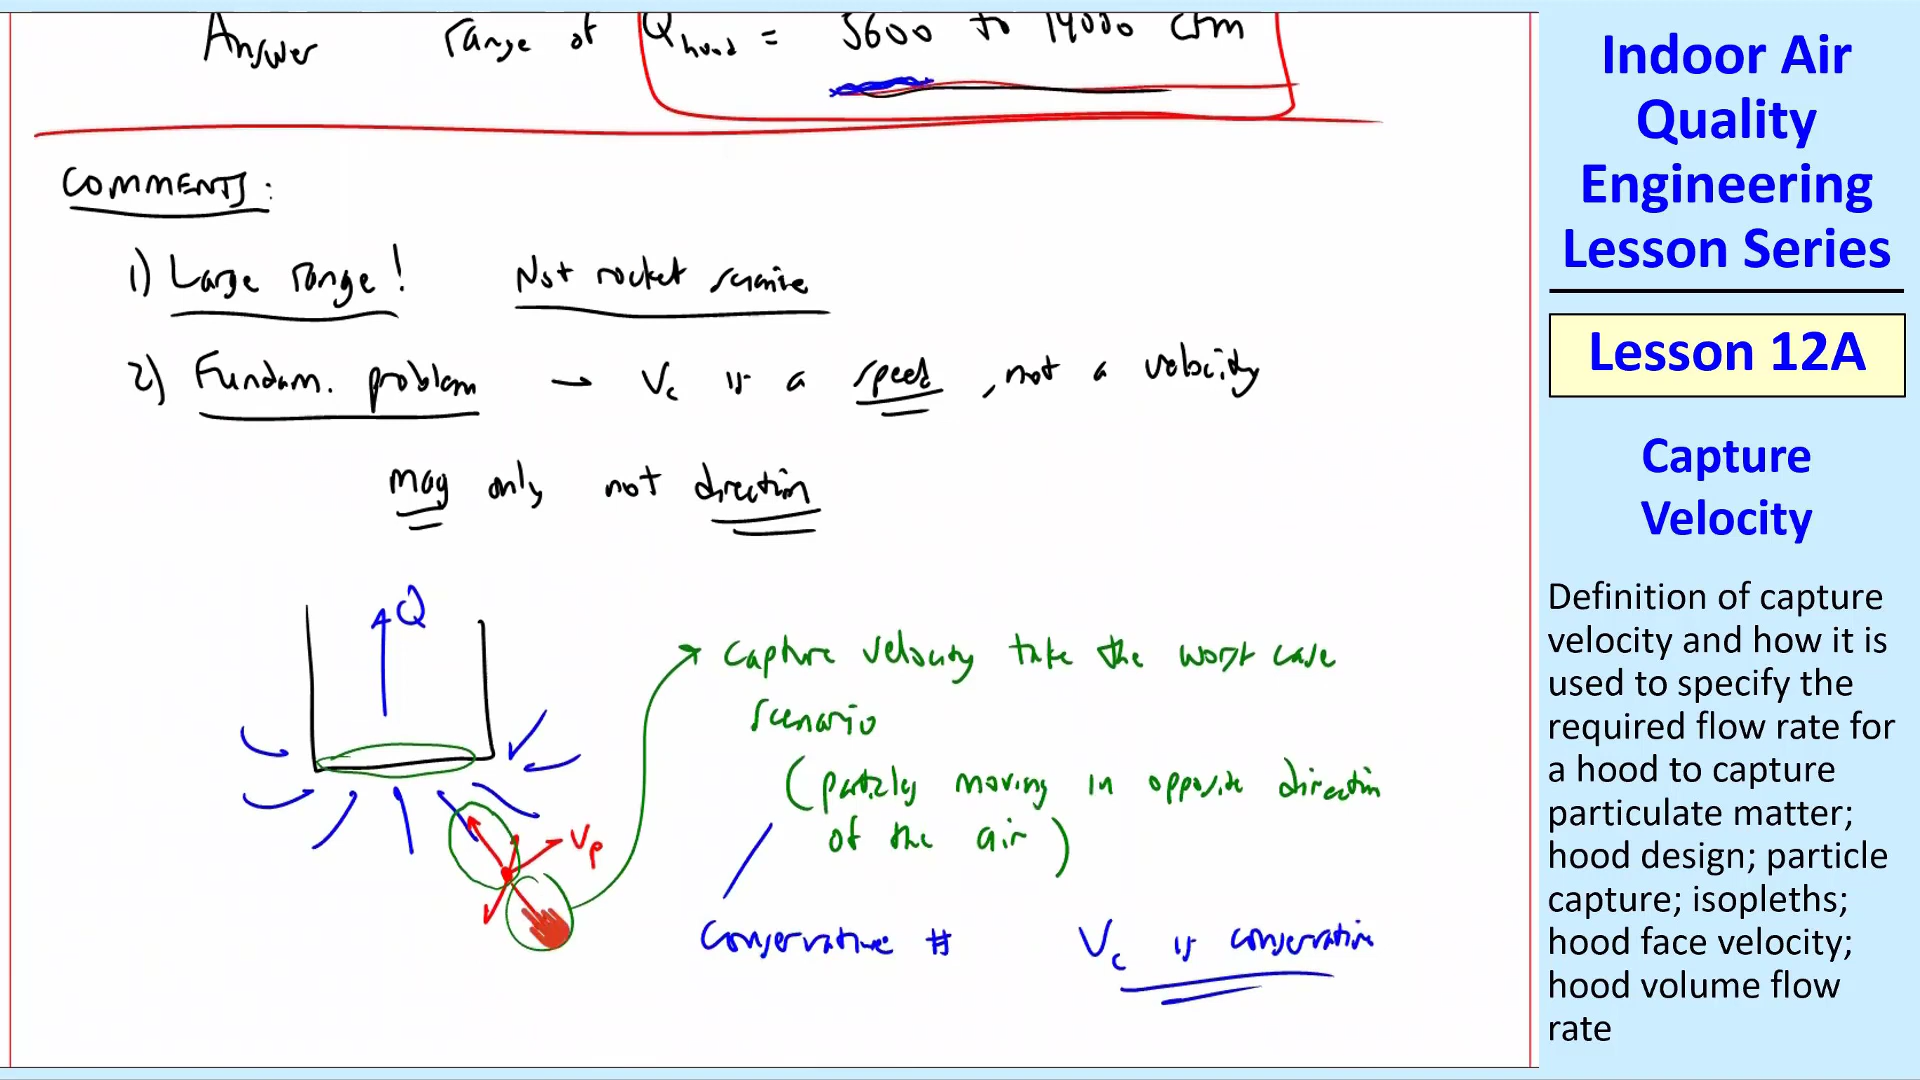 Answer range of Qhood = 5600 to 14000 cfm
COMMENTS:
1) Large range! Not rocket science
2) Fundam. problem → Vc is a speed, not a velocity
mag only not direction
Q
Capture velocity take the worst case
scenario
(particles moving in opposite direction
of the air)
Vp
Conservative # Vc is conservative
Indoor Air
Quality
Engineering
Lesson Series
Lesson 12A
Capture
Velocity
Definition of capture
velocity and how it is
used to specify the
required flow rate for
a hood to capture
particulate matter;
hood design; particle
capture; isopleths;
hood face velocity;
hood volume flow
rate